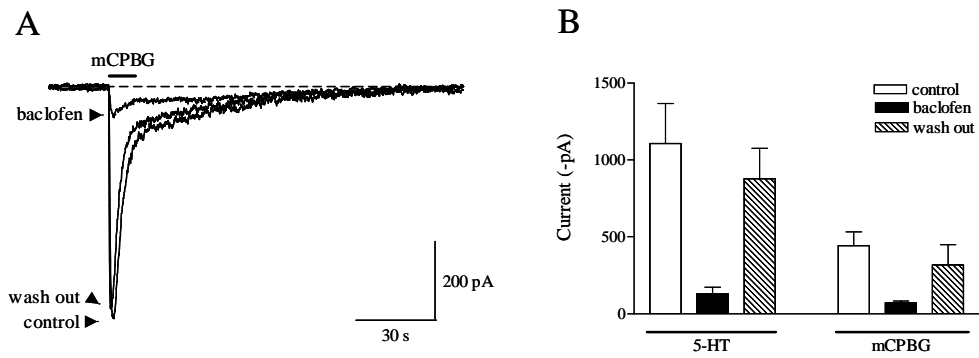 A
mCPBG
baclofen
wash out
control
200 pA
30 s
B
Current (-pA)
1500
1000
500
0
control
baclofen
wash out
5-HT
mCPBG